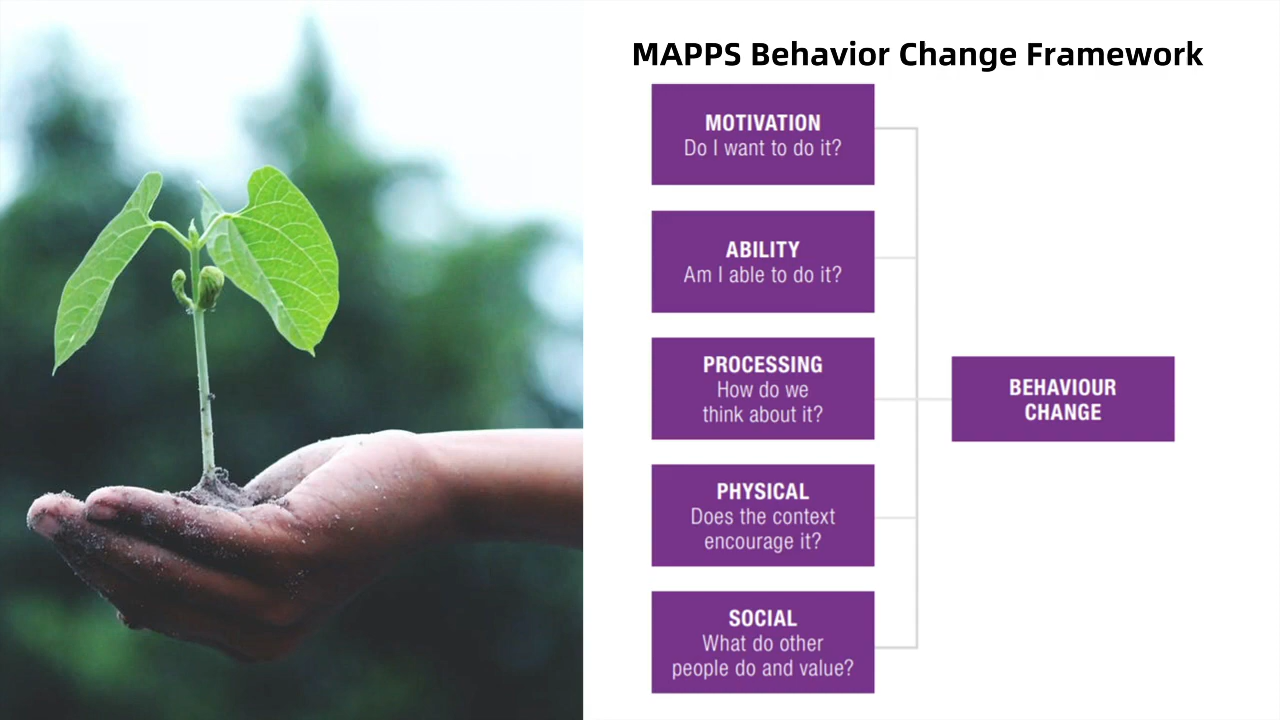 MAPPS Behavior Change Framework
MOTIVATION
Do I want to do it?
ABILITY
Am I able to do it?
PROCESSING
How do we
think about it?
PHYSICAL
Does the context
encourage it?
SOCIAL
What do other
people do and value?
BEHAVIOUR
CHANGE